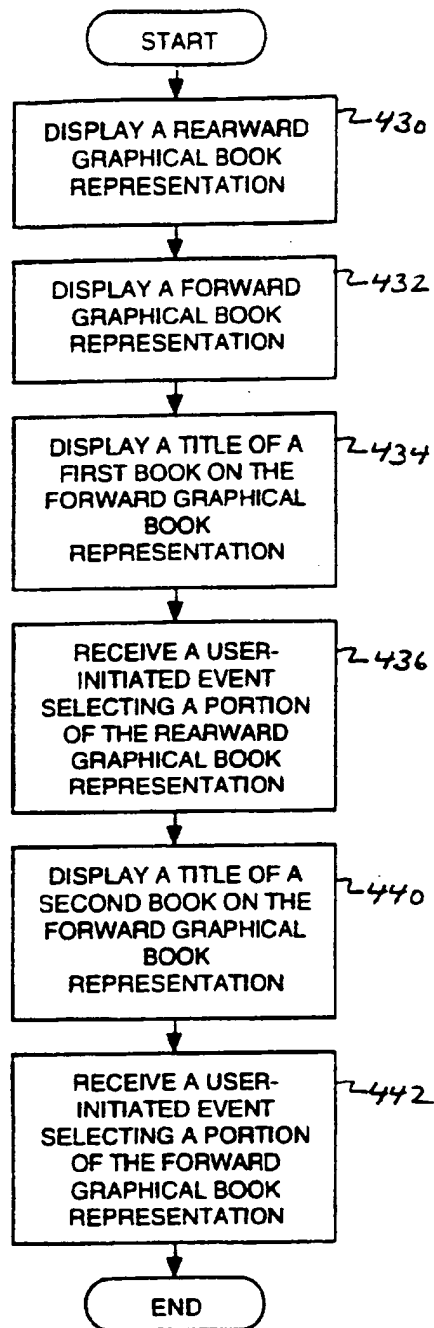 START
DISPLAY A REARWARD
GRAPHICAL BOOK
REPRESENTATION
430
DISPLAY A FORWARD
GRAPHICAL BOOK
REPRESENTATION
432
DISPLAY A TITLE OF A
FIRST BOOK ON THE
FORWARD GRAPHICAL
BOOK
REPRESENTATION
434
RECEIVE A USER-
INITIATED EVENT
SELECTING A PORTION
OF THE REARWARD
GRAPHICAL BOOK
REPRESENTATION
436
DISPLAY A TITLE OF A
SECOND BOOK ON THE
FORWARD GRAPHICAL
BOOK
REPRESENTATION
440
RECEIVE A USER-
INITIATED EVENT
SELECTING A PORTION
OF THE FORWARD
GRAPHICAL BOOK
REPRESENTATION
442
END